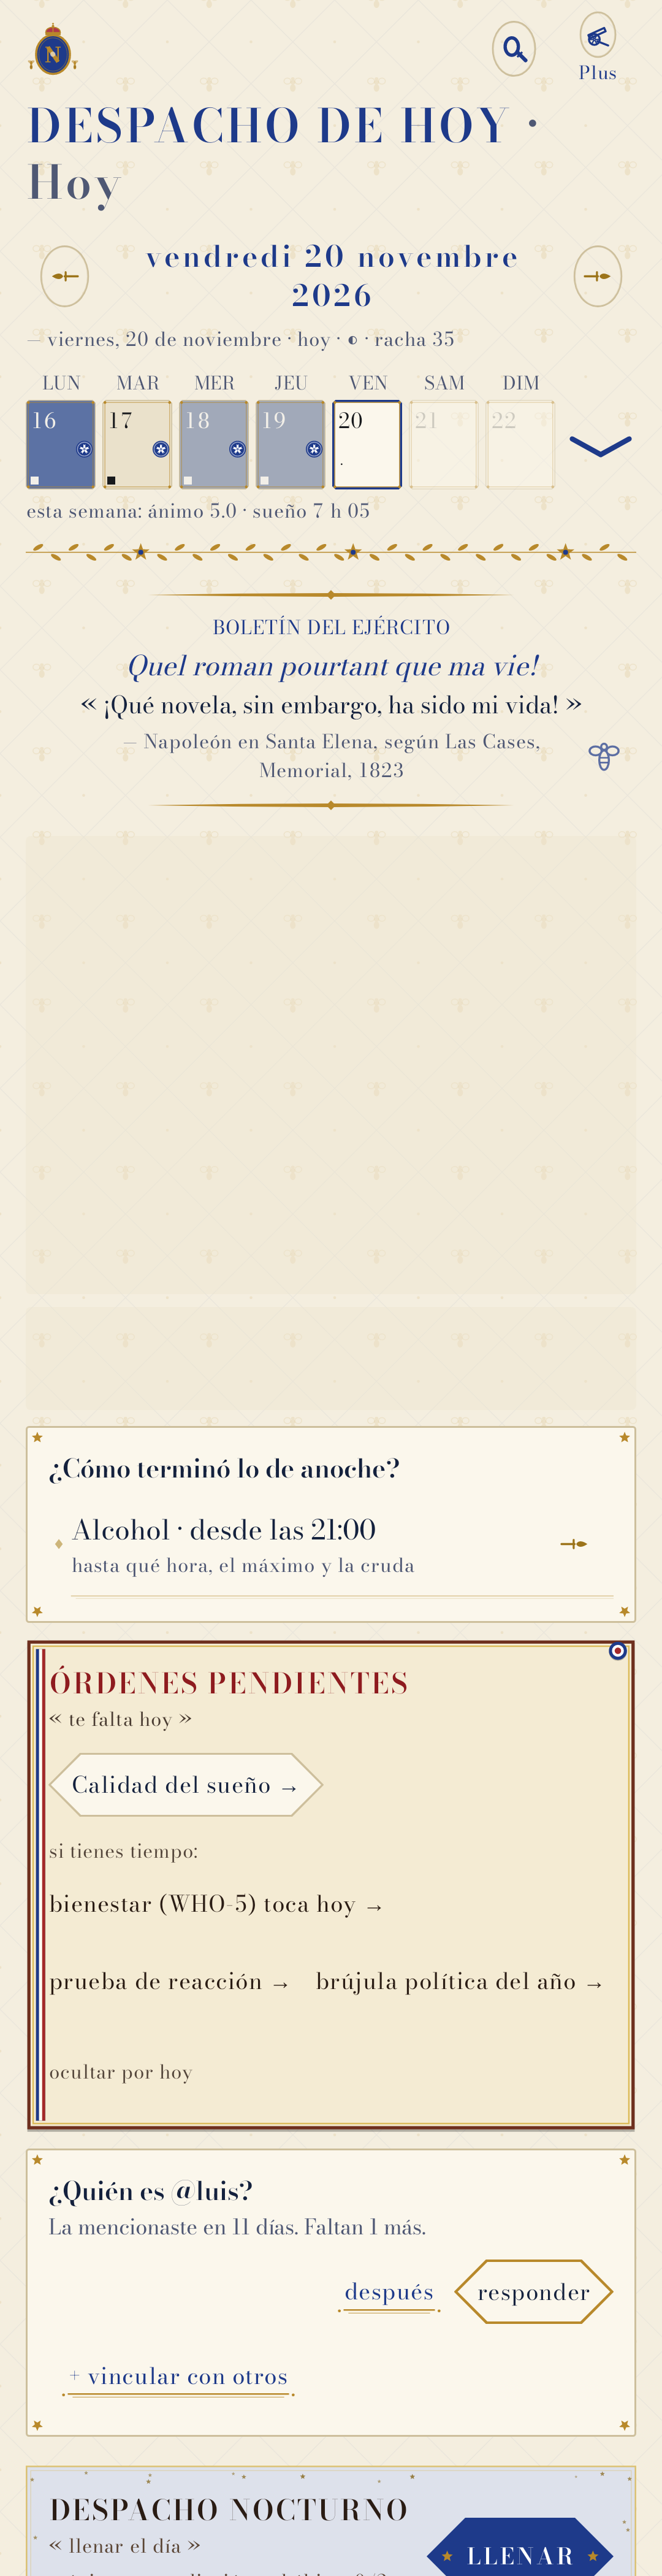 N
Plus
DESPACHO DE HOY ·
Hoy
vendredi 20 novembre
2026
— viernes, 20 de noviembre · hoy · ◐ · racha 35
LUN MAR MER JEU VEN SAM DIM
16 17 18 19 20 21 22
esta semana: ánimo 5.0 · sueño 7 h 05
BOLETÍN DEL EJÉRCITO
Quel roman pourtant que ma vie!
« ¡Qué novela, sin embargo, ha sido mi vida! »
— Napoleón en Santa Elena, según Las Cases,
Memorial, 1823
¿Cómo terminó lo de anoche?
Alcohol · desde las 21:00
hasta qué hora, el máximo y la cruda
ÓRDENES PENDIENTES
« te falta hoy »
Calidad del sueño →
si tienes tiempo:
bienestar (WHO-5) toca hoy →
prueba de reacción → brújula política del año →
ocultar por hoy
¿Quién es @luis?
La mencionaste en 11 días. Faltan 1 más.
después responder
+ vincular con otros
DESPACHO NOCTURNO
« llenar el día »
LLENAR